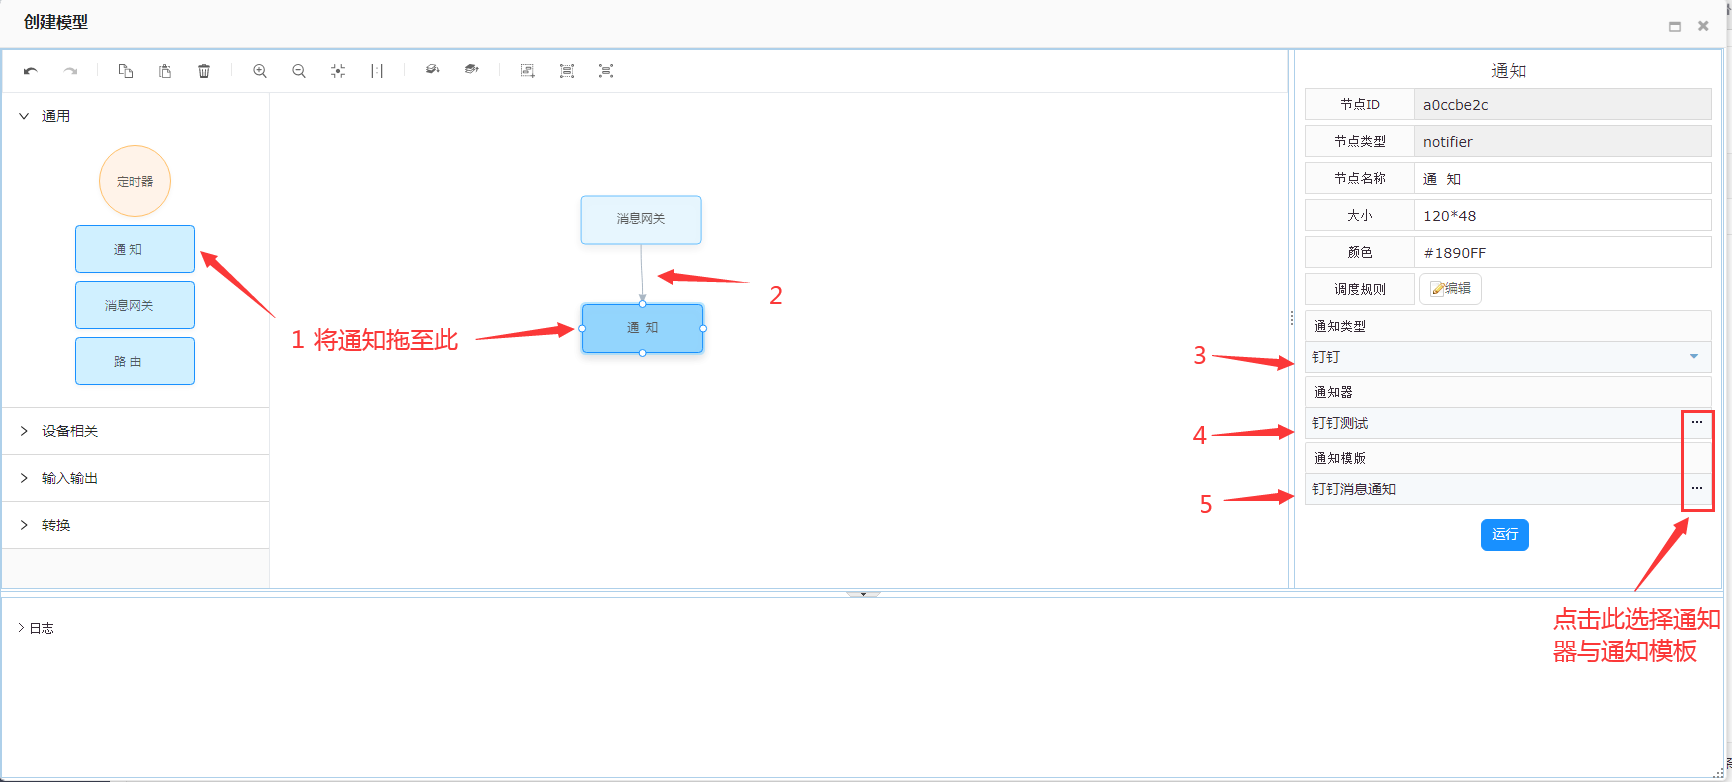 创建模型
通用
定时器
通 知
消息网关
路 由
设备相关
输入输出
转换
消息网关
通 知
1 将通知拖至此
2
3
4
5
通知
节点ID
a0ccbe2c
节点类型
notifier
节点名称
通 知
大小
120*48
颜色
#1890FF
调度规则
编辑
通知类型
钉钉
通知器
钉钉测试
...
通知模版
钉钉消息通知
...
运行
点击此选择通知
器与通知模板
日志